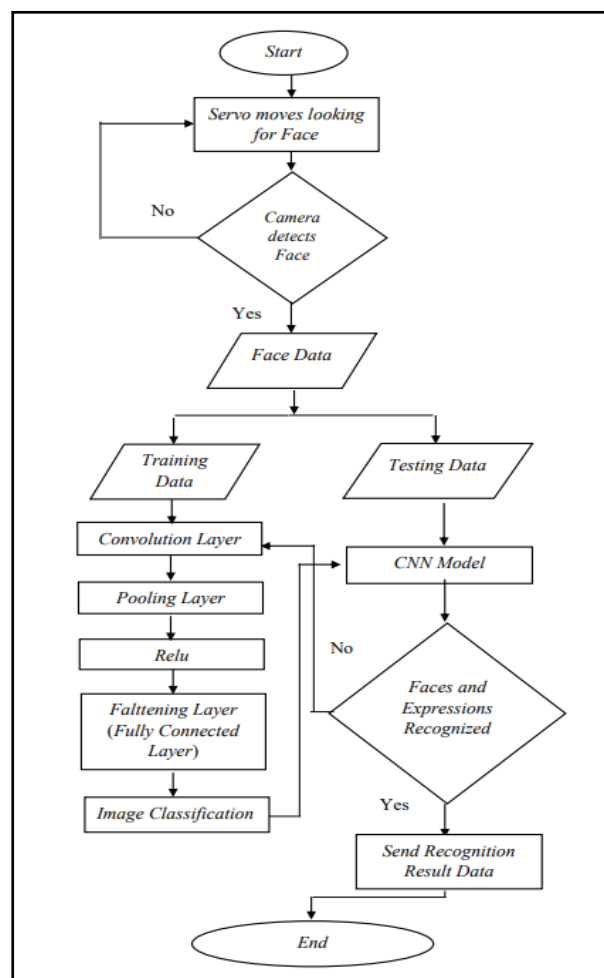 Start
Servo moves looking
for Face
No
Camera
detects
Face
Yes
Face Data
Training
Data
Testing Data
Convolution Layer
CNN Model
Pooling Layer
No
Relu
Faces and
Expressions
Recognized
Falttening Layer
(Fully Connected
Layer)
Image Classification
Yes
Send Recognition
Result Data
End